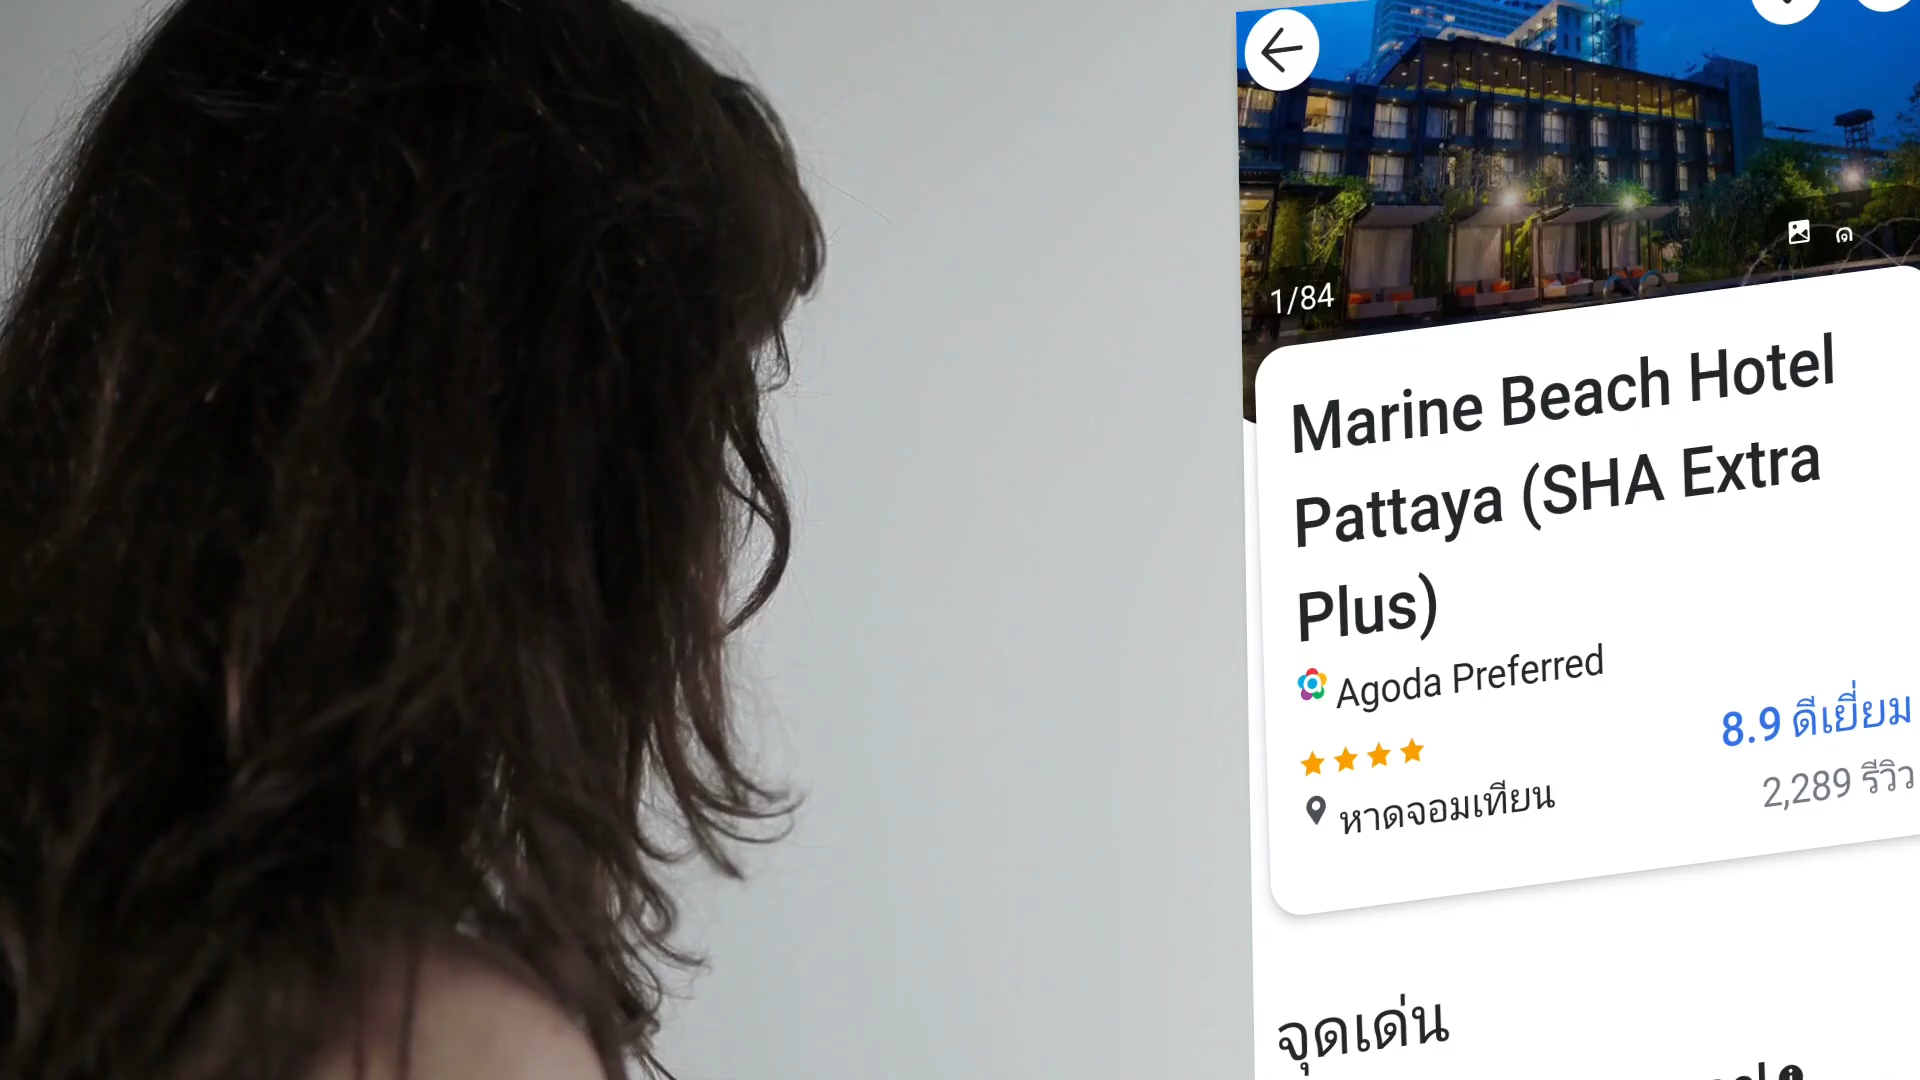 1/84
Marine Beach Hotel
Pattaya (SHA Extra
Plus)
Agoda Preferred
8.9 ดีเยี่ยม
หาดจอมเทียน
2,289 รีวิว
จุดเด่น